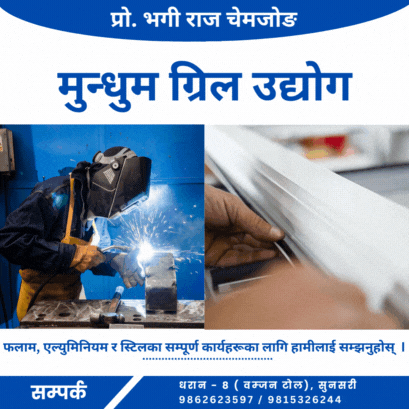 प्रो. भगी राज चेमजोङ
मुन्धुम ग्रिल उद्योग
फलाम, एल्युमिनियम र स्टिलका सम्पूर्ण कार्यहरूका लागि हामीलाई सम्झनुहोस् ।
सम्पर्क
धरान - ८ ( वम्जन टोल), सुनसरी
9862623597 / 9815326244